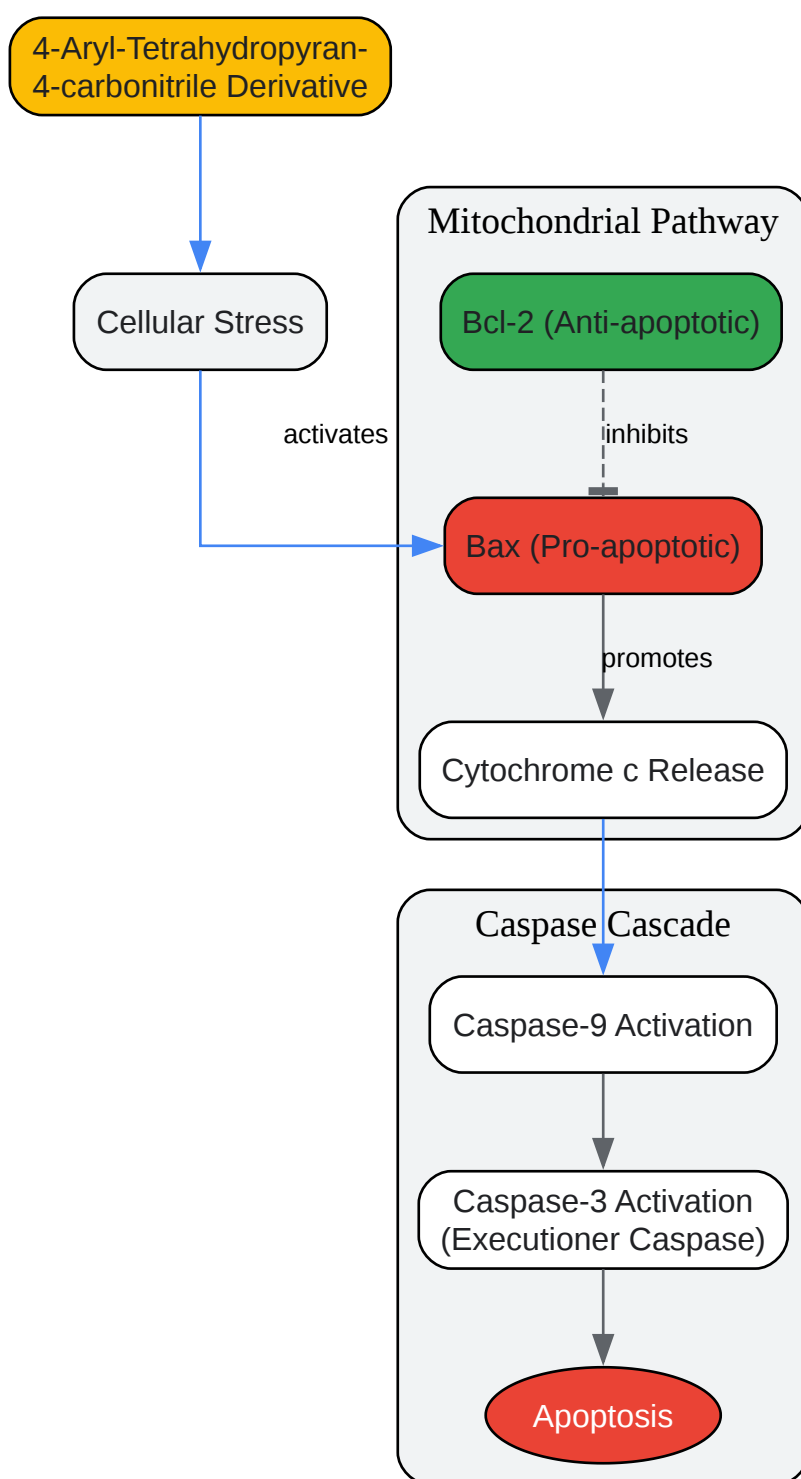 4-Aryl-Tetrahydropyran-
4-carbonitrile Derivative
Mitochondrial Pathway
Cellular Stress
Bcl-2 (Anti-apoptotic)
activates
inhibits
Bax (Pro-apoptotic)
promotes
Cytochrome c Release
Caspase Cascade
Caspase-9 Activation
Caspase-3 Activation
(Executioner Caspase)
Apoptosis